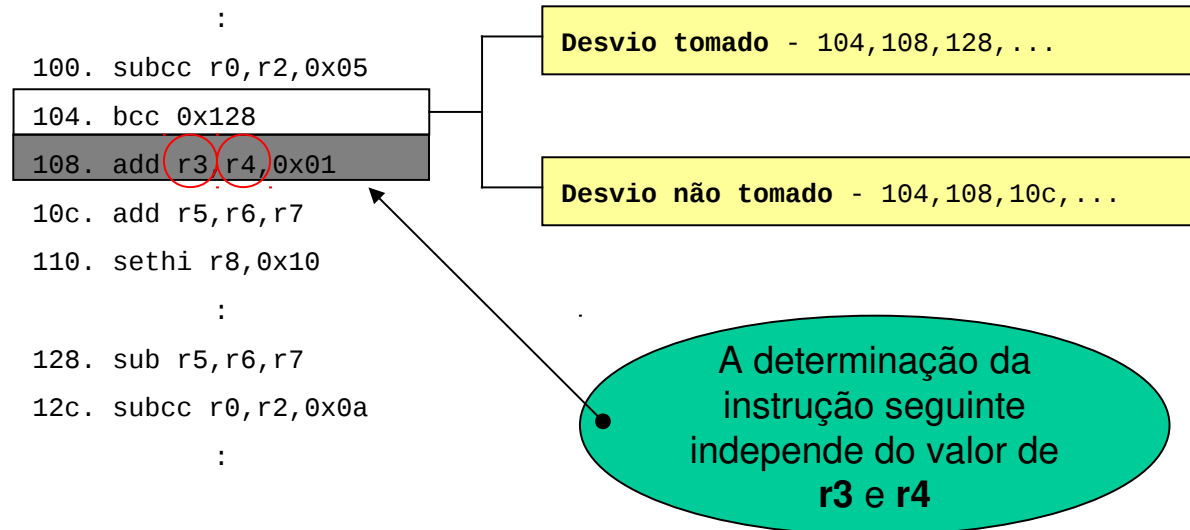 :
100. subcc r0,r2,0x05
104. bcc 0x128
108. add r3,r4,0x01
10c. add r5,r6,r7
110. sethi r8,0x10
:
128. sub r5,r6,r7
12c. subcc r0,r2,0x0a
:
Desvio tomado - 104,108,128,...
Desvio não tomado - 104,108,10c,...
A determinação da
instrução seguinte
independe do valor de
r3 e r4